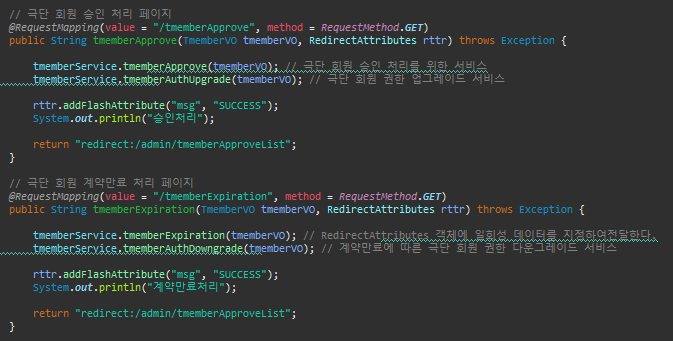 // 극단 회원 승인 처리 페이지
@RequestMapping(value = "/tmemberApprove", method = RequestMethod.GET)
public String tmemberApprove(TmemberVO tmemberVO, RedirectAttributes rttr) throws Exception {
tmemberService.tmemberApprove(tmemberVO); // 극단 회원 승인 처리를 위한 서비스
tmemberService.tmemberAuthUpgrade(tmemberVO); // 극단 회원 권한 업그레이드 서비스
rttr.addFlashAttribute("msg", "SUCCESS");
System.out.println("승인처리");
return "redirect:/admin/tmemberApproveList";
}
// 극단 회원 계약만료 처리 페이지
@RequestMapping(value = "/tmemberExpiration", method = RequestMethod.GET)
public String tmemberExpiration(TmemberVO tmemberVO, RedirectAttributes rttr) throws Exception {
tmemberService.tmemberExpiration(tmemberVO); // RedirectAttributes 객체에 일회성 데이터를 지정하여전달하다.
tmemberService.tmemberAuthDowngrade(tmemberVO); // 계약만료에 따른 극단 회원 권한 다운그레이드 서비스
rttr.addFlashAttribute("msg", "SUCCESS");
System.out.println("계약만료처리");
return "redirect:/admin/tmemberApproveList";
}